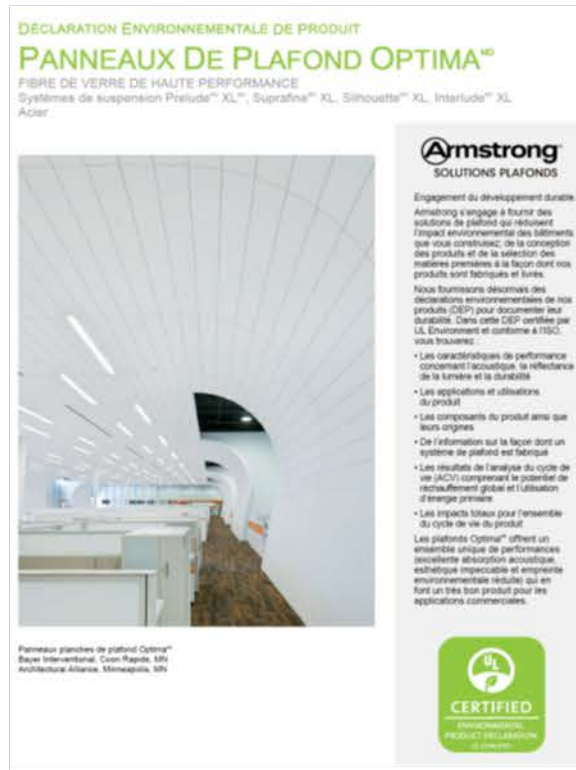 DÉCLARATION ENVIRONNEMENTALE DE PRODUIT
PANNEAUX DE PLAFOND OPTIMA MD
FIBRE DE VERRE DE HAUTE PERFORMANCE
Systèmes de suspension Prelude XL, Suprafine XL, Silhouette XL, Interlude XL
Acier
Armstrong
SOLUTIONS PLAFONDS
Engagement du développement durable.
Armstrong s'engage à fournir des
solutions de plafond qui réduisent
l'impact environnemental des bâtiments
que vous construisez; de la conception
des produits et de la sélection des
matières premières à la façon dont nos
produits sont fabriqués et livrés.
Nous fournissons désormais des
déclarations environnementales de nos
produits (DEP) pour documenter leur
durabilité. Dans cette DEP certifiée par
UL Environment et conforme à l'ISO,
vous trouverez :
• Les caractéristiques de performance
concernant l'acoustique, la réflectance
de la lumière et la durabilité
• Les applications et utilisations
du produit
• Les composants du produit ainsi que
leurs origines
• De l'information sur la façon dont un
système de plafond est fabriqué
• Les résultats de l'analyse du cycle de
vie (ACV) comprenant le potentiel de
réchauffement global et l'utilisation
d'énergie primaire
• Les impacts totaux pour l'ensemble
du cycle de vie du produit
Les plafonds Optima offrent un
ensemble unique de performances
(excellente absorption acoustique,
esthétique impeccable et empreinte
environnementale réduite) qui en
font un très bon produit pour les
applications commerciales.
Panneaux planches de plafond Optima
Bayer Interventional, Coon Rapids, MN
Architectural Alliance, Minneapolis, MN
UL
CERTIFIED
ENVIRONMENTAL
PRODUCT DECLARATION